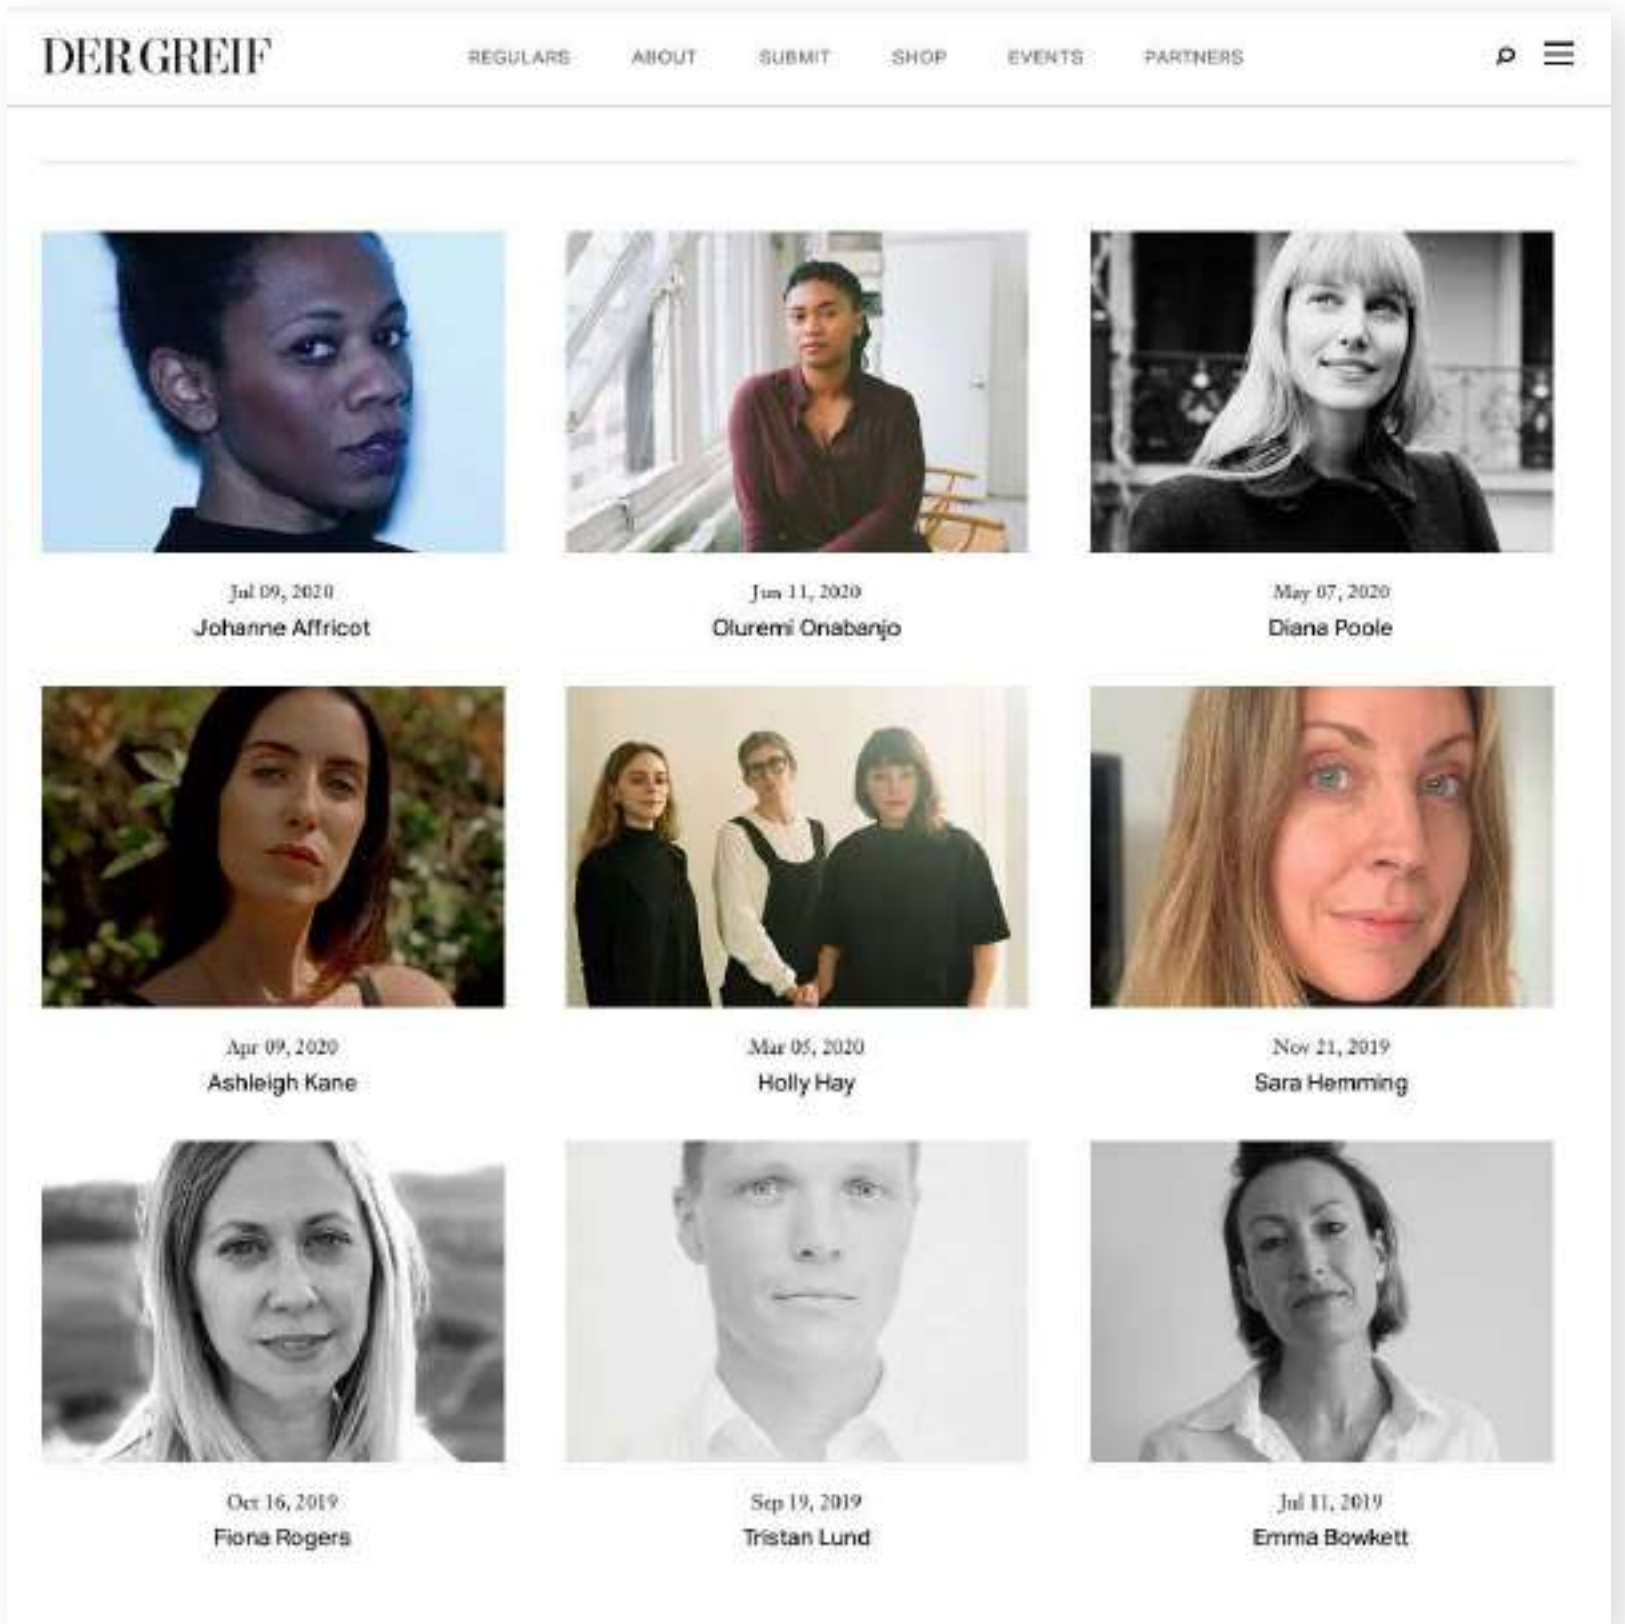 DER GREIF
REGULARS ABOUT SUBMIT SHOP EVENTS PARTNERS
Jul 09, 2020
Johanne Affricot
Jun 11, 2020
Oluremi Onabanjo
May 07, 2020
Diana Poole
Apr 09, 2020
Ashleigh Kane
Mar 05, 2020
Holly Hay
Nov 21, 2019
Sara Hemming
Oct 16, 2019
Fiona Rogers
Sep 19, 2019
Tristan Lund
Jul 11, 2019
Emma Bowkett